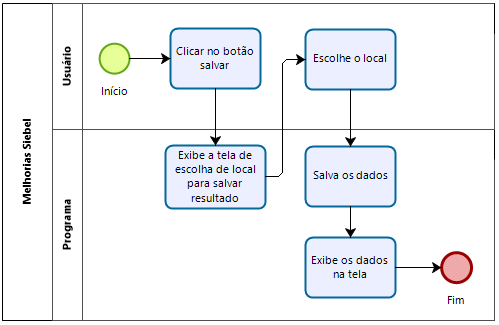 Melhorias Siebel
Usuário
Início
Clicar no botão
salvar
Escolhe o local
Programa
Exibe a tela de
escolha de local
para salvar
resultado
Salva os dados
Exibe os dados
na tela
Fim